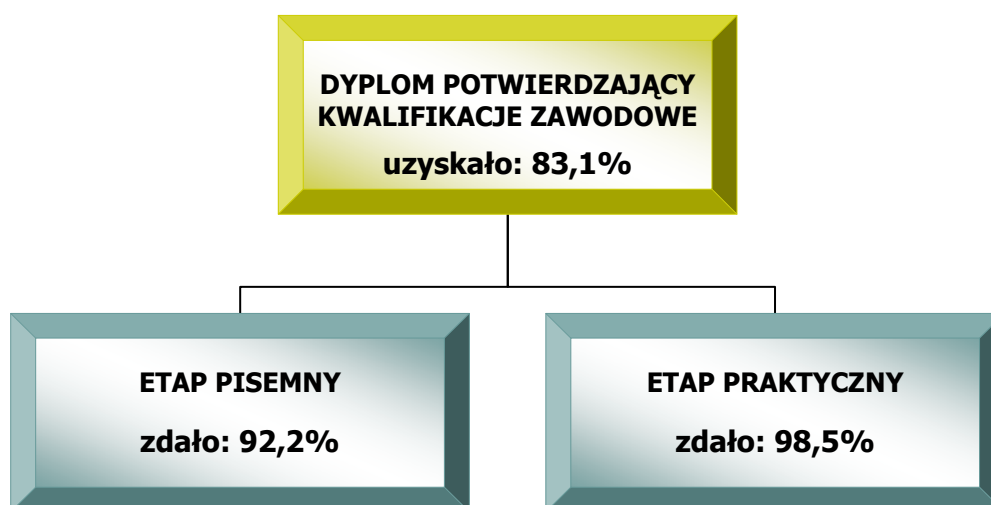 DYPLOM POTWIERDZAJĄCY
KWALIFIKACJE ZAWODOWE
uzyskało: 83,1%
ETAP PISEMNY
zdało: 92,2%
ETAP PRAKTYCZNY
zdało: 98,5%